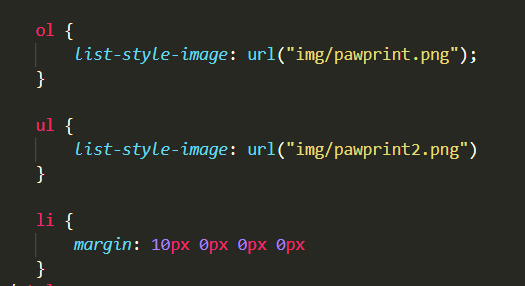 ol {
list-style-image: url("img/pawprint.png");
}
ul {
list-style-image: url("img/pawprint2.png")
}
li {
margin: 10px 0px 0px 0px
}